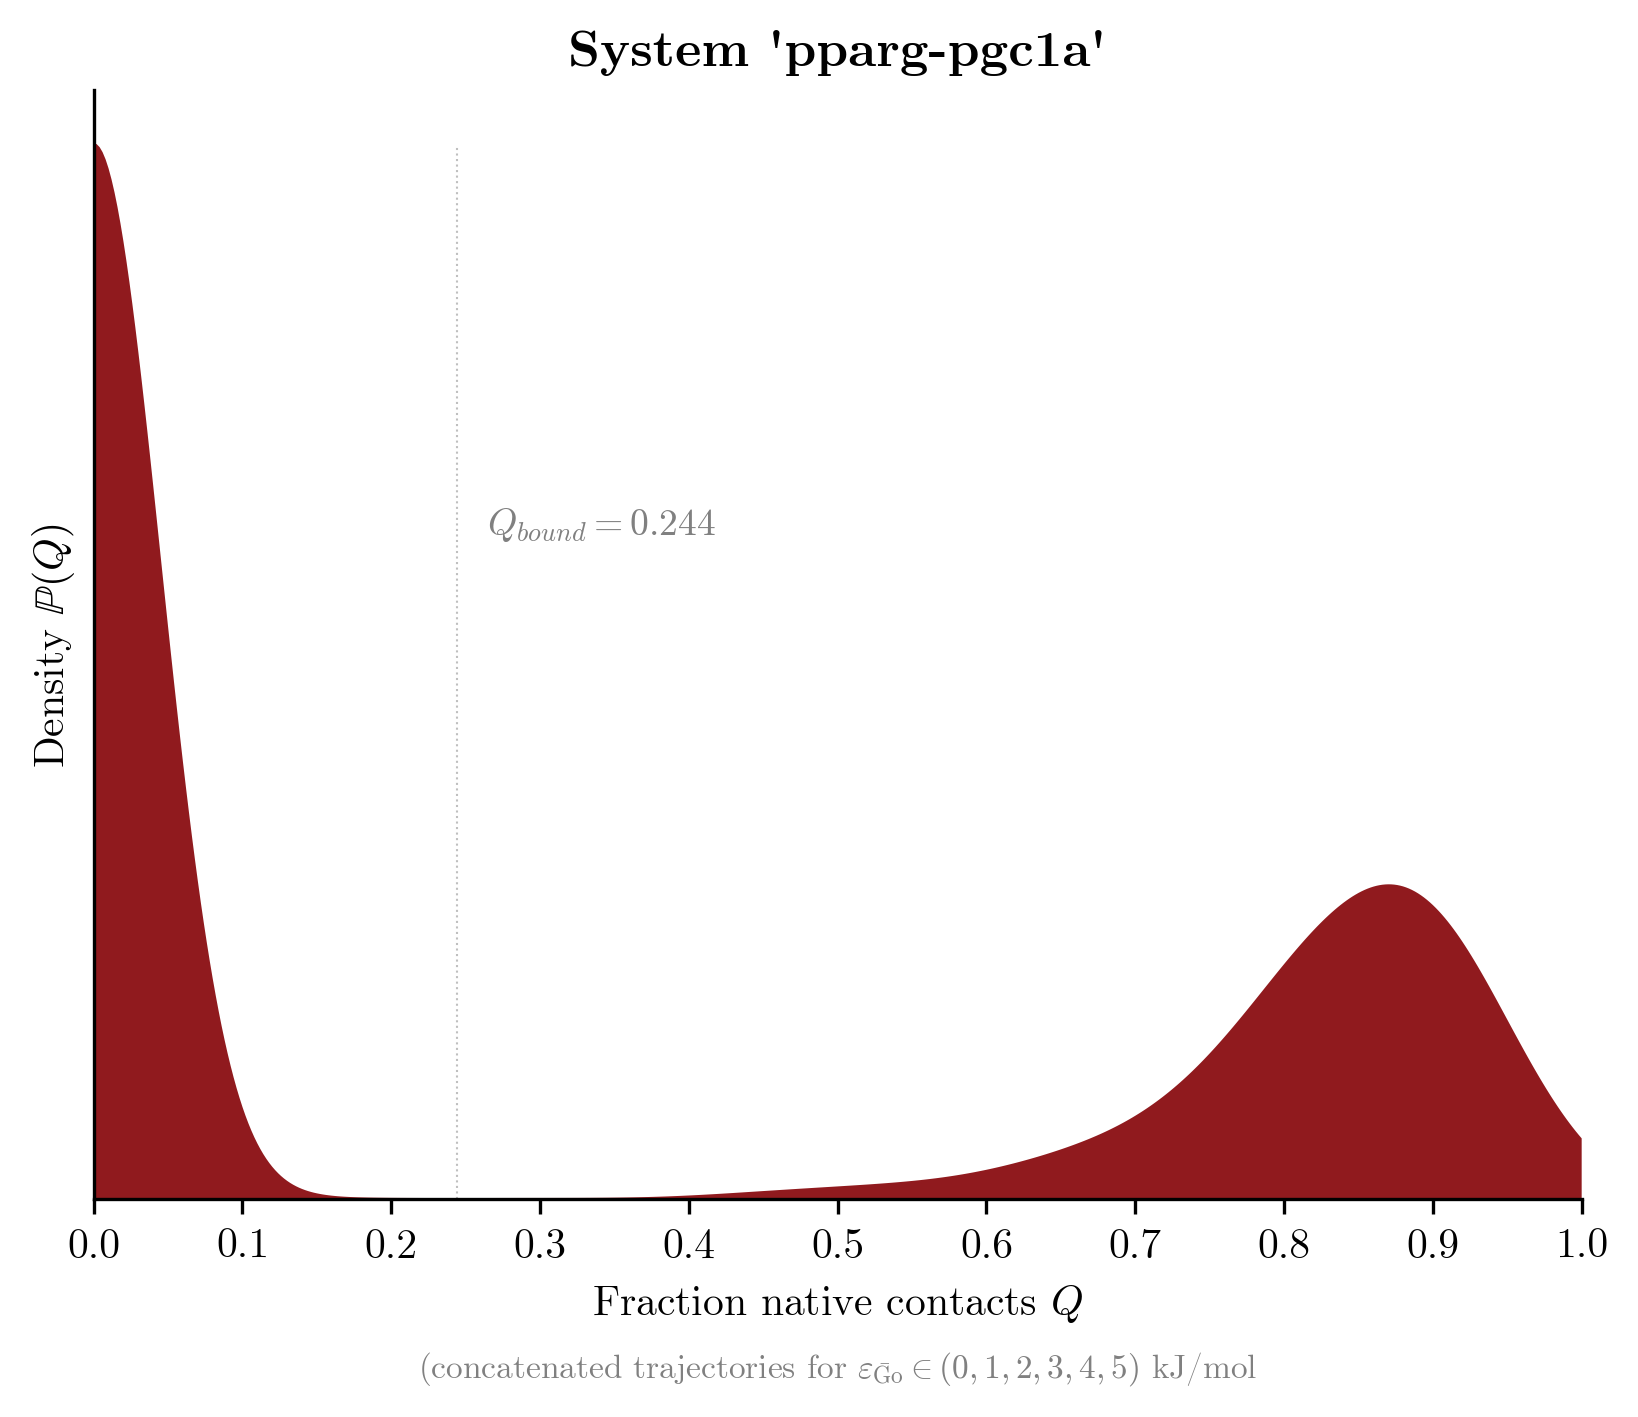 System 'pparg-pgc1a'
Density ℙ(Q)
Q_bound = 0.244
0.0 0.1 0.2 0.3 0.4 0.5 0.6 0.7 0.8 0.9 1.0
Fraction native contacts Q
(concatenated trajectories for ε_Ḡo ∈ (0, 1, 2, 3, 4, 5) kJ/mol